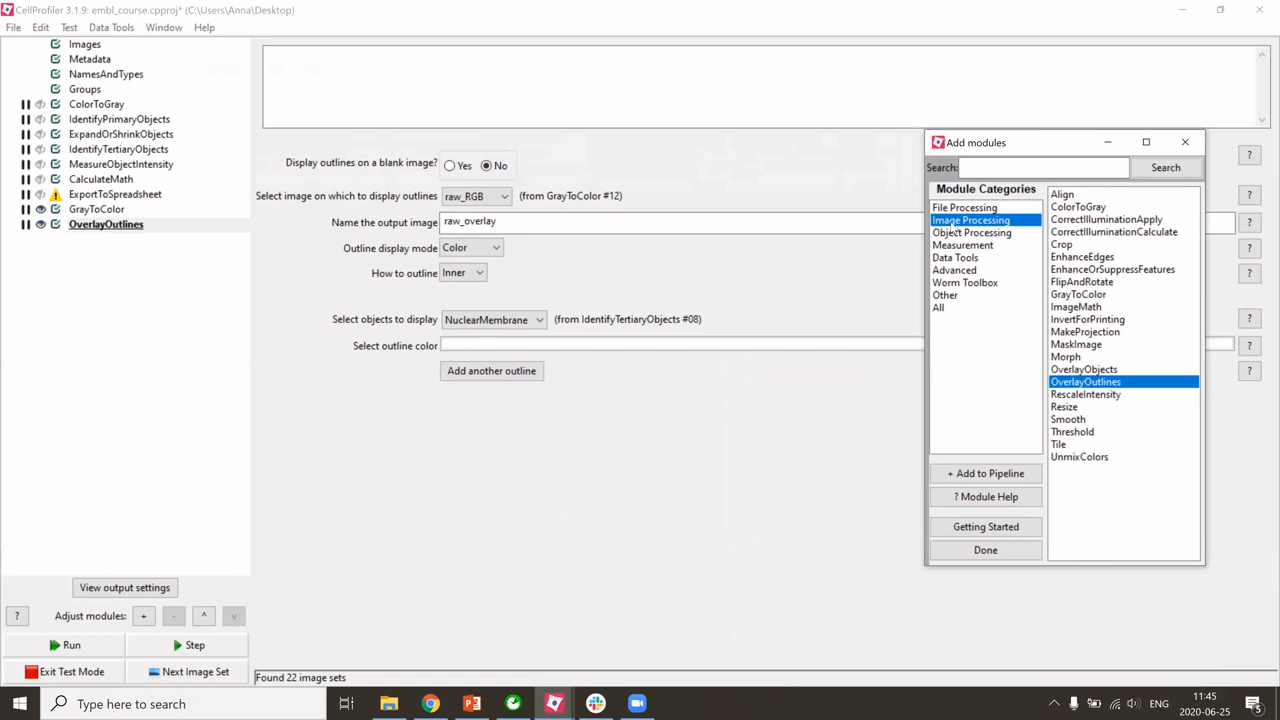 CellProfiler 3.1.9: embl_course.cpproj* (C:\Users\Anna\Desktop)
File Edit Test Data Tools Window Help
Images
Metadata
NamesAndTypes
Groups
ColorToGray
IdentifyPrimaryObjects
ExpandOrShrinkObjects
IdentifyTertiaryObjects
MeasureObjectIntensity
CalculateMath
ExportToSpreadsheet
GrayToColor
OverlayOutlines
View output settings
? Adjust modules: + - ^ v
Run Step
Exit Test Mode Next Image Set
Display outlines on a blank image? Yes No ?
Select image on which to display outlines raw_RGB (from GrayToColor #12) ?
Name the output image raw_overlay ?
Outline display mode Color ?
How to outline Inner ?
Select objects to display NuclearMembrane (from IdentifyTertiaryObjects #08) ?
Select outline color ?
Add another outline ?
Found 22 image sets
Add modules
Search: Search
Module Categories
File Processing
Image Processing
Object Processing
Measurement
Data Tools
Advanced
Worm Toolbox
Other
All
+ Add to Pipeline
? Module Help
Getting Started
Done
Align
ColorToGray
CorrectIlluminationApply
CorrectIlluminationCalculate
Crop
EnhanceEdges
EnhanceOrSuppressFeatures
FlipAndRotate
GrayToColor
ImageMath
InvertForPrinting
MakeProjection
MaskImage
Morph
OverlayObjects
OverlayOutlines
RescaleIntensity
Resize
Smooth
Threshold
Tile
UnmixColors
Type here to search
11:45
2020-06-25
5